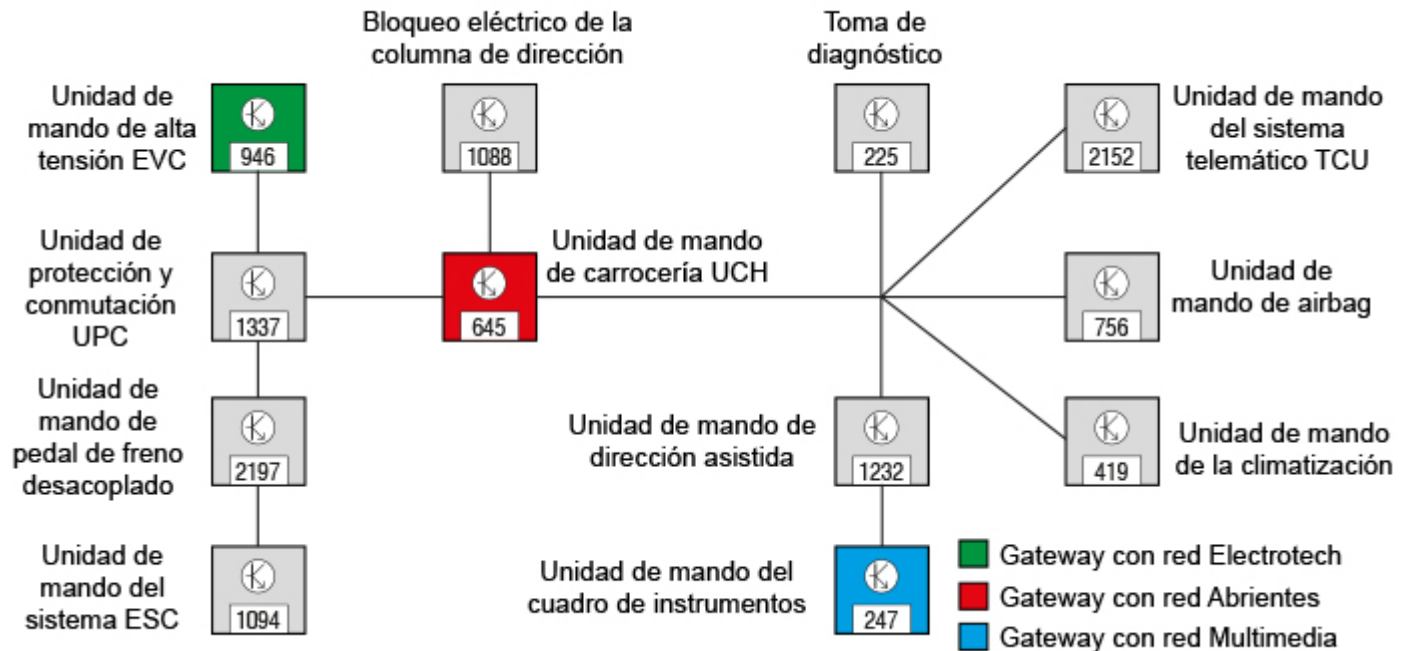 Bloqueo eléctrico de la
columna de dirección
Toma de
diagnóstico
Unidad de
mando de alta
tensión EVC
946
1088
225
2152
Unidad de mando
del sistema
telemático TCU
Unidad de
protección y
conmutación
UPC
1337
645
Unidad de mando
de carrocería UCH
756
Unidad de
mando de airbag
Unidad de
mando de
pedal de freno
desacoplado
2197
Unidad de mando de
dirección asistida
1232
419
Unidad de mando
de la climatización
Unidad de
mando del
sistema ESC
1094
Unidad de mando del
cuadro de instrumentos
247
Gateway con red Electrotech
Gateway con red Abrientes
Gateway con red Multimedia